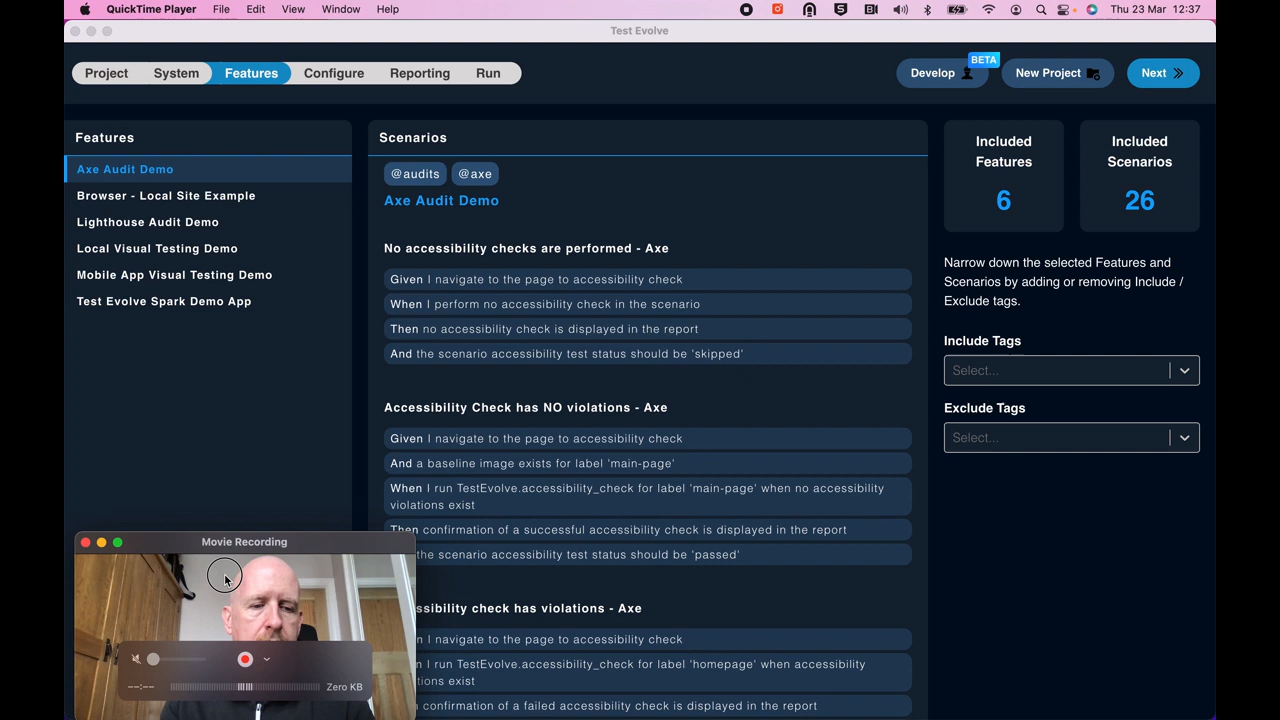 QuickTime Player File Edit View Window Help Thu 23 Mar 12:37
Test Evolve
Project System Features Configure Reporting Run
Develop BETA New Project Next
Features
Axe Audit Demo
Browser - Local Site Example
Lighthouse Audit Demo
Local Visual Testing Demo
Mobile App Visual Testing Demo
Test Evolve Spark Demo App
Scenarios
@audits @axe
Axe Audit Demo
No accessibility checks are performed - Axe
Given I navigate to the page to accessibility check
When I perform no accessibility check in the scenario
Then no accessibility check is displayed in the report
And the scenario accessibility test status should be 'skipped'
Accessibility Check has NO violations - Axe
Given I navigate to the page to accessibility check
And a baseline image exists for label 'main-page'
When I run TestEvolve.accessibility_check for label 'main-page' when no accessibility
violations exist
Then confirmation of a successful accessibility check is displayed in the report
the scenario accessibility test status should be 'passed'
check has violations - Axe
I navigate to the page to accessibility check
I run TestEvolve.accessibility_check for label 'homepage' when accessibility
exist
confirmation of a failed accessibility check is displayed in the report
Included
Features
6
Included
Scenarios
26
Narrow down the selected Features and
Scenarios by adding or removing Include /
Exclude tags.
Include Tags
Select...
Exclude Tags
Select...
Movie Recording
--:--
Zero KB